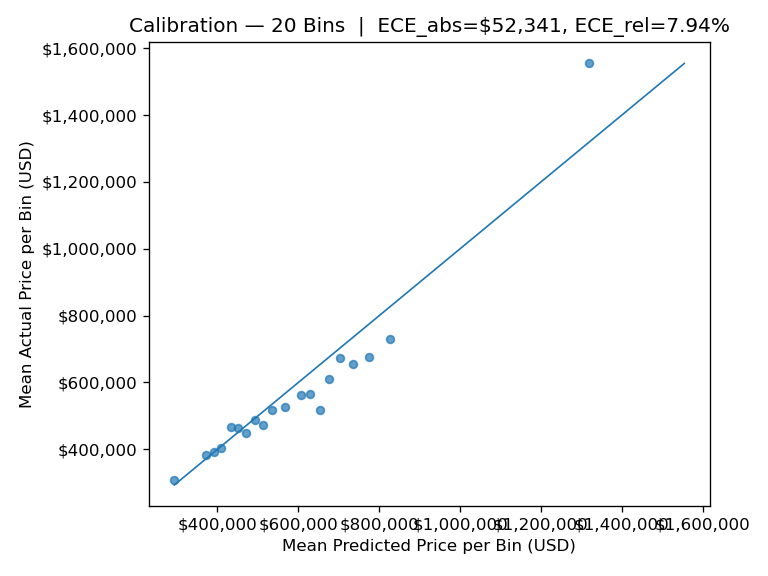 Calibration — 20 Bins | ECE_abs=$52,341, ECE_rel=7.94%
Mean Actual Price per Bin (USD)
$1,600,000
$1,400,000
$1,200,000
$1,000,000
$800,000
$600,000
$400,000
$400,000 $600,000 $800,000 $1,000,000 $1,200,000 $1,400,000 $1,600,000
Mean Predicted Price per Bin (USD)